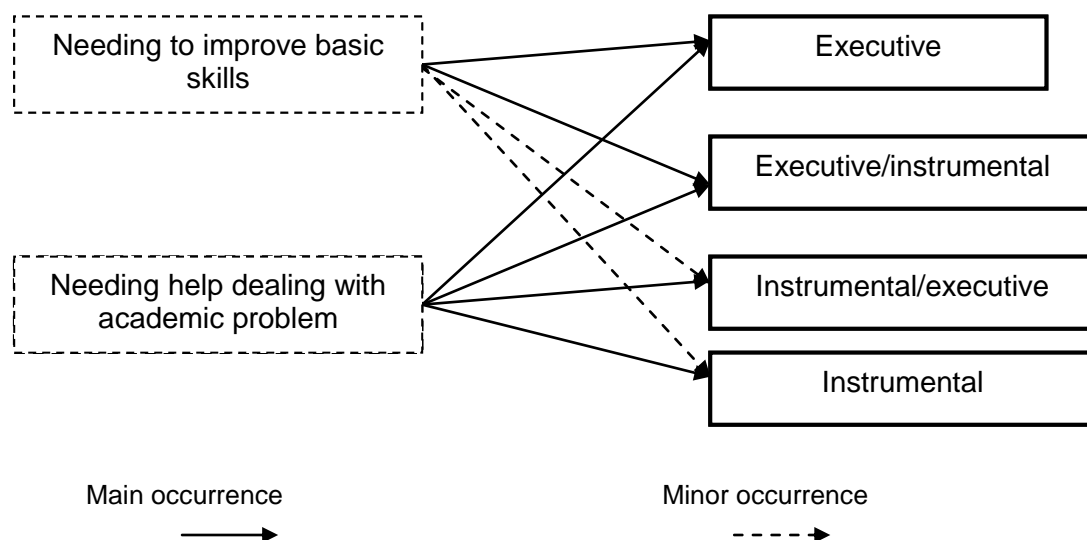 Needing to improve basic
skills
Executive
Executive/instrumental
Needing help dealing with
academic problem
Instrumental/executive
Instrumental
Main occurrence
Minor occurrence